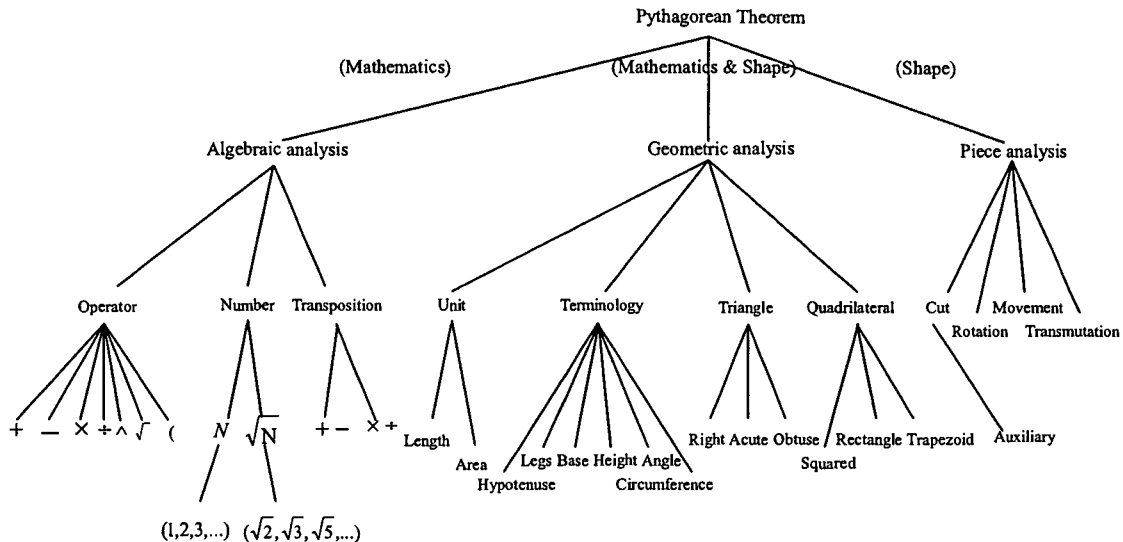 Pythagorean Theorem
(Mathematics) (Mathematics & Shape) (Shape)
Algebraic analysis Geometric analysis Piece analysis
Operator Number Transposition Unit Terminology Triangle Quadrilateral Cut Movement
Rotation Transmutation
+ − × ÷ ^ √ ( N √N + − × ÷ Length Right Acute Obtuse Rectangle Trapezoid Auxiliary
Area Legs Base Height Angle Squared
Hypotenuse Circumference
(1,2,3,...) (√2,√3,√5,...)